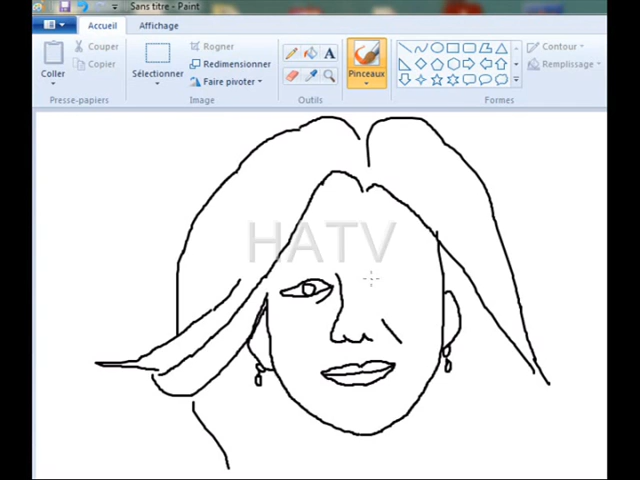 Sans titre - Paint
Accueil Affichage
Coller
Couper
Copier
Presse-papiers
Sélectionner
Rogner
Redimensionner
Faire pivoter
Image
A
Outils
Pinceaux
Contour
Remplissage
Formes
HATV